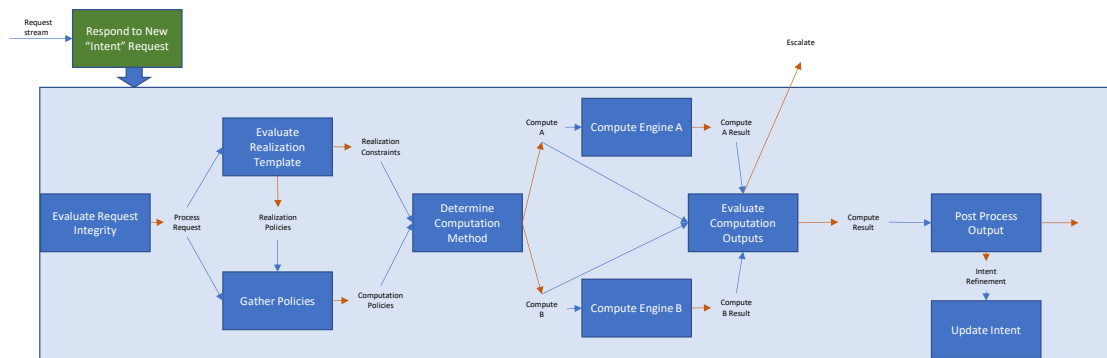 Request
stream
Respond to New
“Intent” Request
Escalate
Evaluate
Realization
Template
Realization
Constraints
Compute
A
Compute Engine A
Compute
A Result
Evaluate Request
Integrity
Process
Request
Realization
Policies
Determine
Computation
Method
Evaluate
Computation
Outputs
Compute
Result
Post Process
Output
Gather Policies
Computation
Policies
Compute
B
Compute Engine B
Compute
B Result
Intent
Refinement
Update Intent